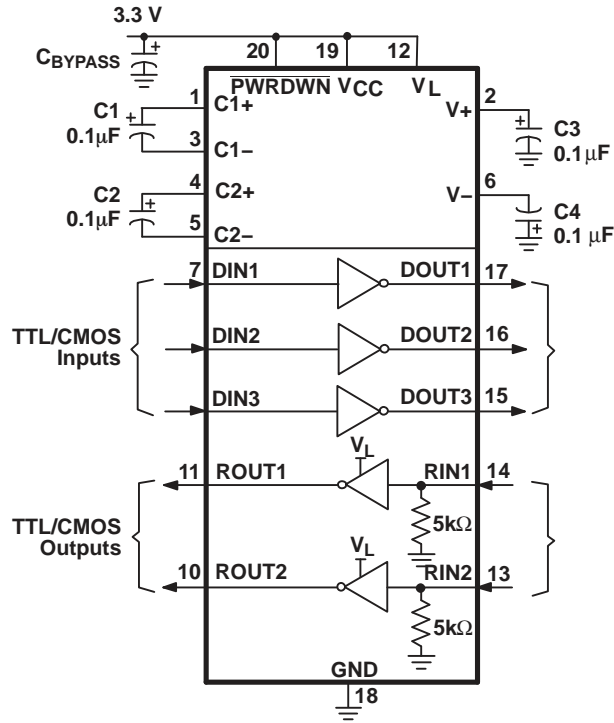 3.3 V
CBYPASS
+
20 19 12
PWRDWN VCC VL
C1 0.1μF
+
1 C1+
3 C1−
V+ 2
+
C3 0.1 μF
C2 0.1μF
+
4 C2+
5 C2−
V− 6
C4 0.1 μF
+
TTL/CMOS Inputs
7 DIN1 DOUT1 17
DIN2 DOUT2 16
DIN3 DOUT3 15
TTL/CMOS Outputs
11 ROUT1 VL RIN1 14
5kΩ
10 ROUT2 VL RIN2 13
5kΩ
GND
18